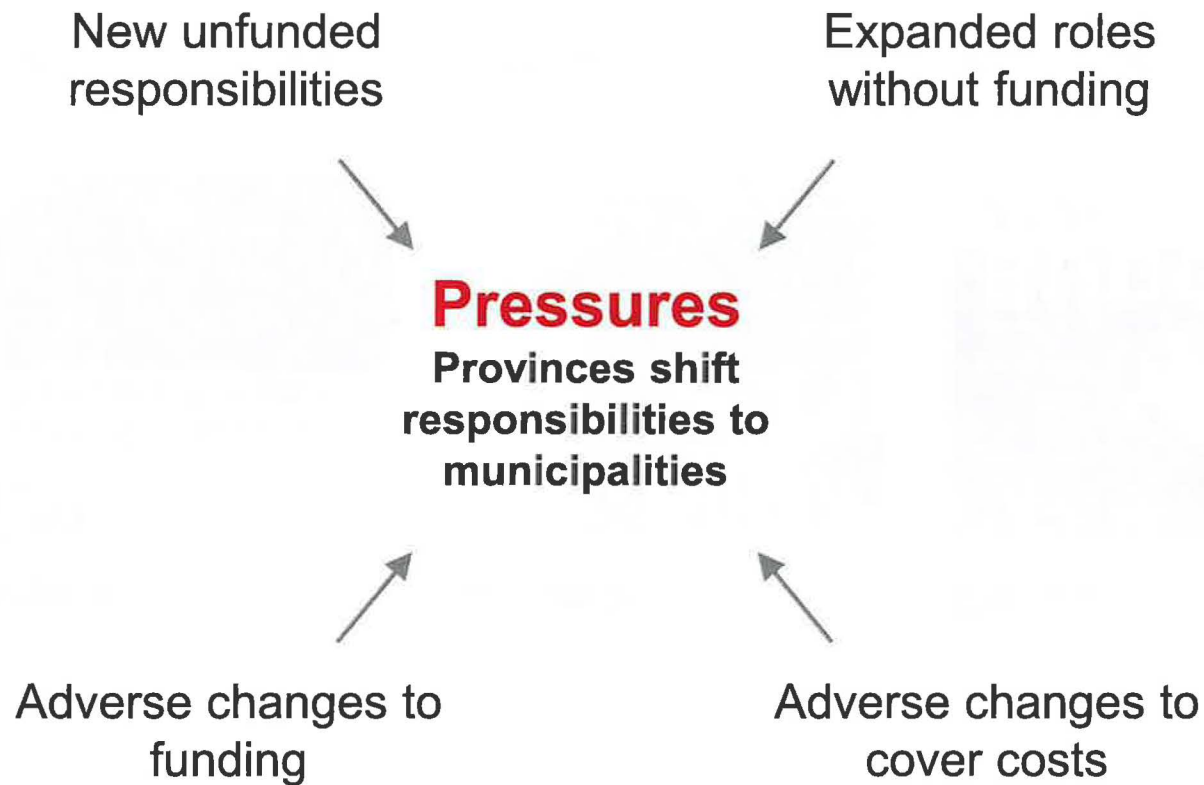 New unfunded
responsibilities
Expanded roles
without funding
Pressures
Provinces shift
responsibilities to
municipalities
Adverse changes to
funding
Adverse changes to
cover costs